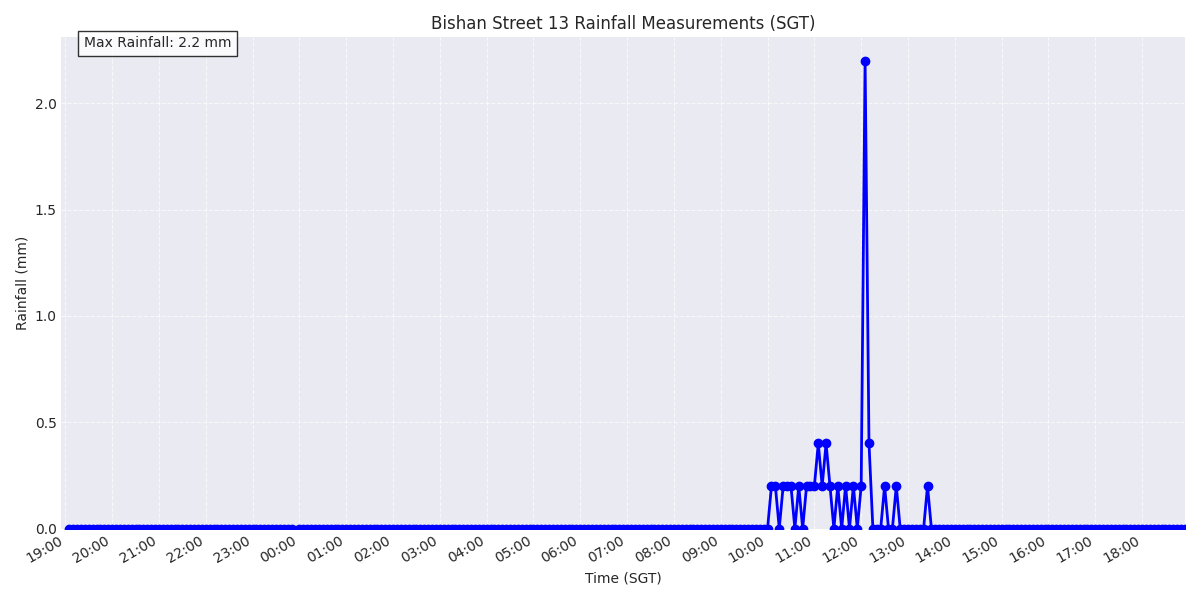 Bishan Street 13 Rainfall Measurements (SGT)
Max Rainfall: 2.2 mm
Rainfall (mm)
2.0
1.5
1.0
0.5
0.0
19:00 20:00 21:00 22:00 23:00 00:00 01:00 02:00 03:00 04:00 05:00 06:00 07:00 08:00 09:00 10:00 11:00 12:00 13:00 14:00 15:00 16:00 17:00 18:00
Time (SGT)